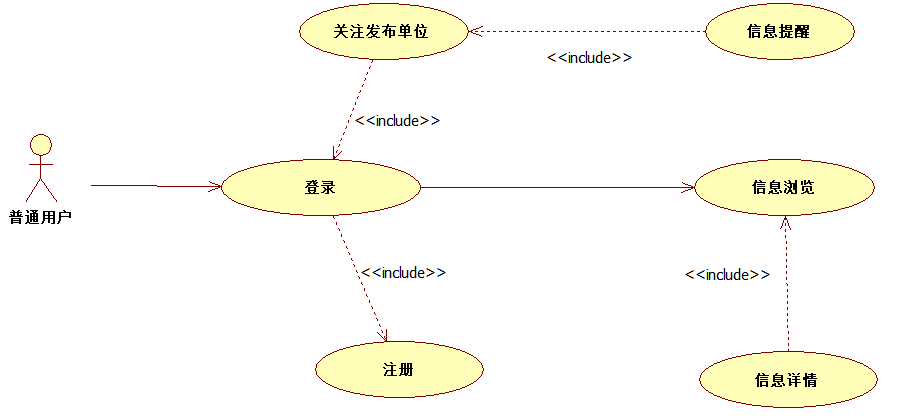 关注发布单位
信息提醒
<<include>>
<<include>>
登录
信息浏览
普通用户
<<include>>
<<include>>
注册
信息详情